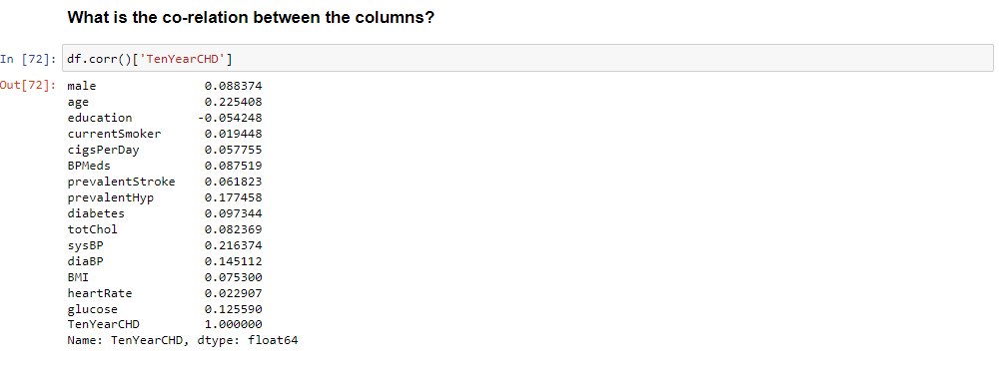 What is the co-relation between the columns?
In [72]: df.corr()['TenYearCHD']
Out[72]: male 0.088374
age 0.225408
education -0.054248
currentSmoker 0.019448
cigsPerDay 0.057755
BPMeds 0.087519
prevalentStroke 0.061823
prevalentHyp 0.177458
diabetes 0.097344
totChol 0.082369
sysBP 0.216374
diaBP 0.145112
BMI 0.075300
heartRate 0.022907
glucose 0.125590
TenYearCHD 1.000000
Name: TenYearCHD, dtype: float64